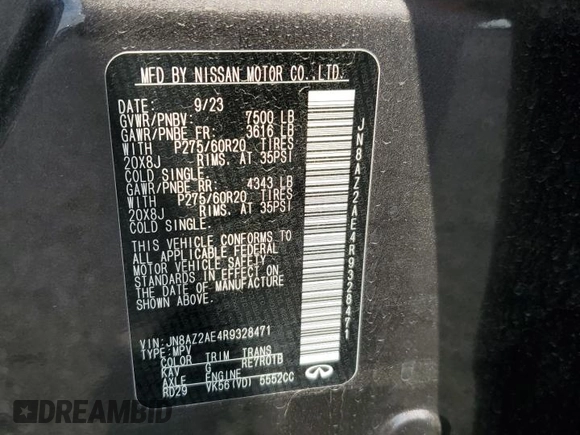 MFD BY NISSAN MOTOR CO.,LTD.
DATE: 9/23
GVWR/PNBV: 7500 LB
GAWR/PNBE FR: 3616 LB
WITH P275/60R20 TIRES
20X8J RIMS, AT 35PSI
COLD SINGLE.
GAWR/PNBE RR: 4343 LB
WITH P275/60R20 TIRES
20X8J RIMS, AT 35PSI
COLD SINGLE.
THIS VEHICLE CONFORMS TO
ALL APPLICABLE FEDERAL
MOTOR VEHICLE SAFETY
STANDARDS IN EFFECT ON
THE DATE OF MANUFACTURE
SHOWN ABOVE.
VIN: JN8AZ2AE4R9328471
TYPE: MPV
COLOR TRIM TRANS
KAV G RE7R01B
AXLE ENGINE
RD29 VK56(VD) 5552CC
JN8AZ2AE4R9328471
INFINITI
DREAMBID